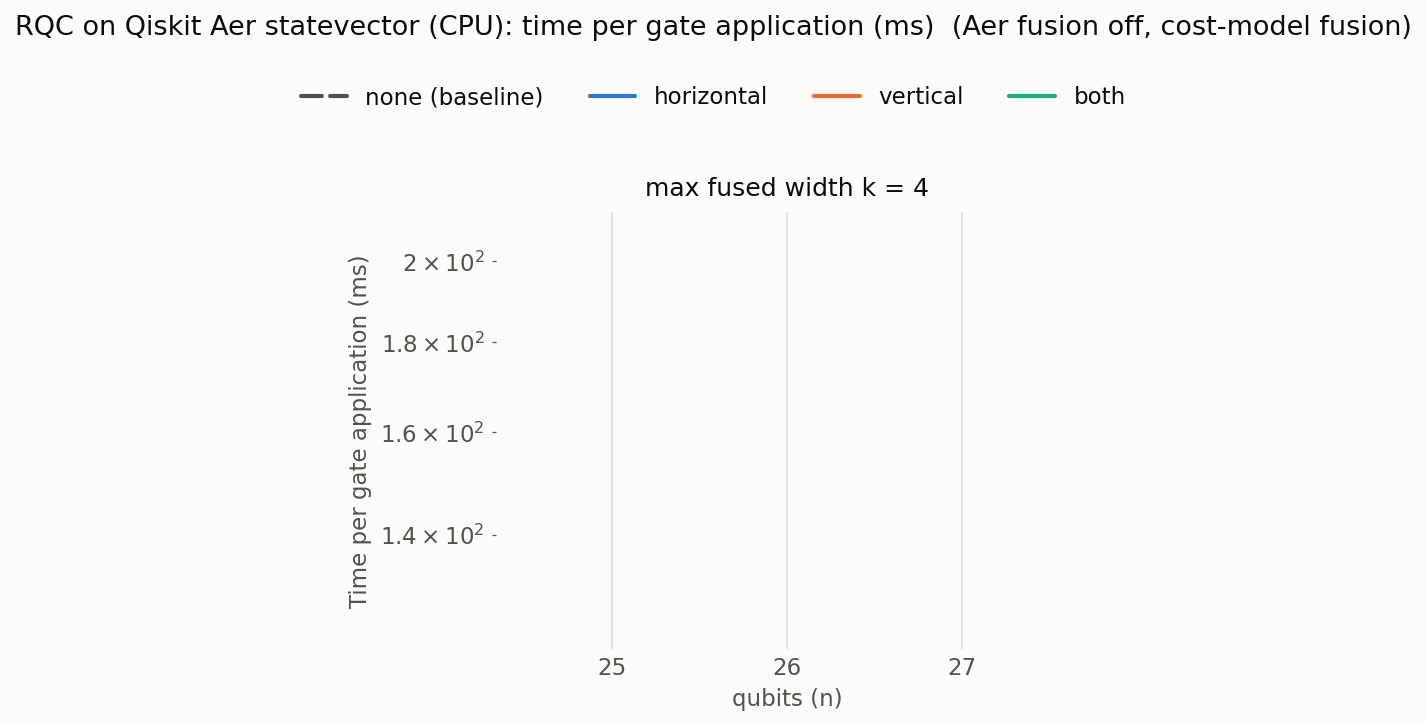 RQC on Qiskit Aer statevector (CPU): time per gate application (ms)  (Aer fusion off, cost-model fusion)
none (baseline)
horizontal
vertical
both
max fused width k = 4
Time per gate application (ms)
2 × 10²
1.8 × 10²
1.6 × 10²
1.4 × 10²
25
26
27
qubits (n)